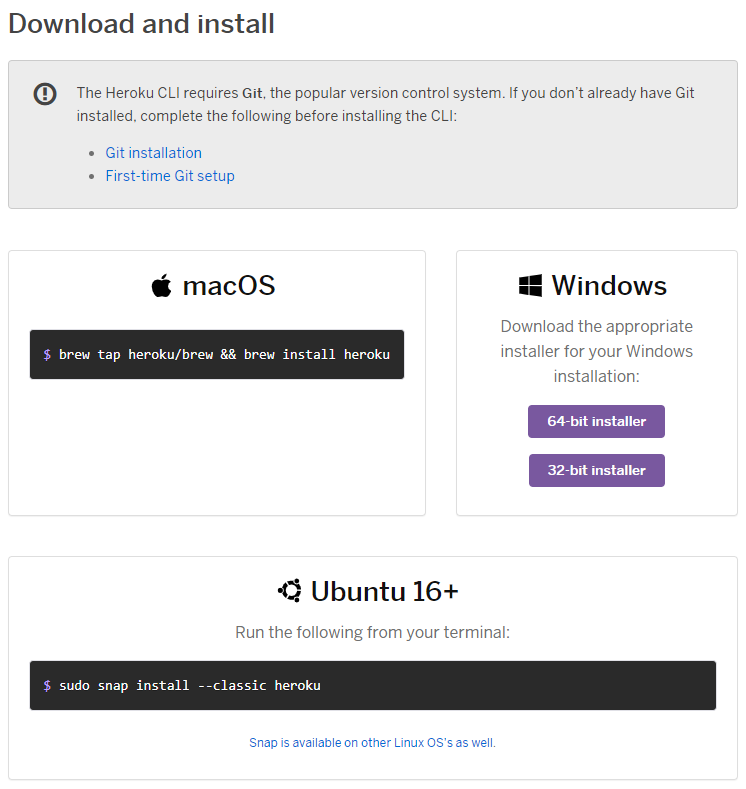 Download and install
The Heroku CLI requires Git, the popular version control system. If you don't already have Git
installed, complete the following before installing the CLI:
Git installation
First-time Git setup
macOS
$ brew tap heroku/brew && brew install heroku
Windows
Download the appropriate
installer for your Windows
installation:
64-bit installer
32-bit installer
Ubuntu 16+
Run the following from your terminal:
$ sudo snap install --classic heroku
Snap is available on other Linux OS's as well.